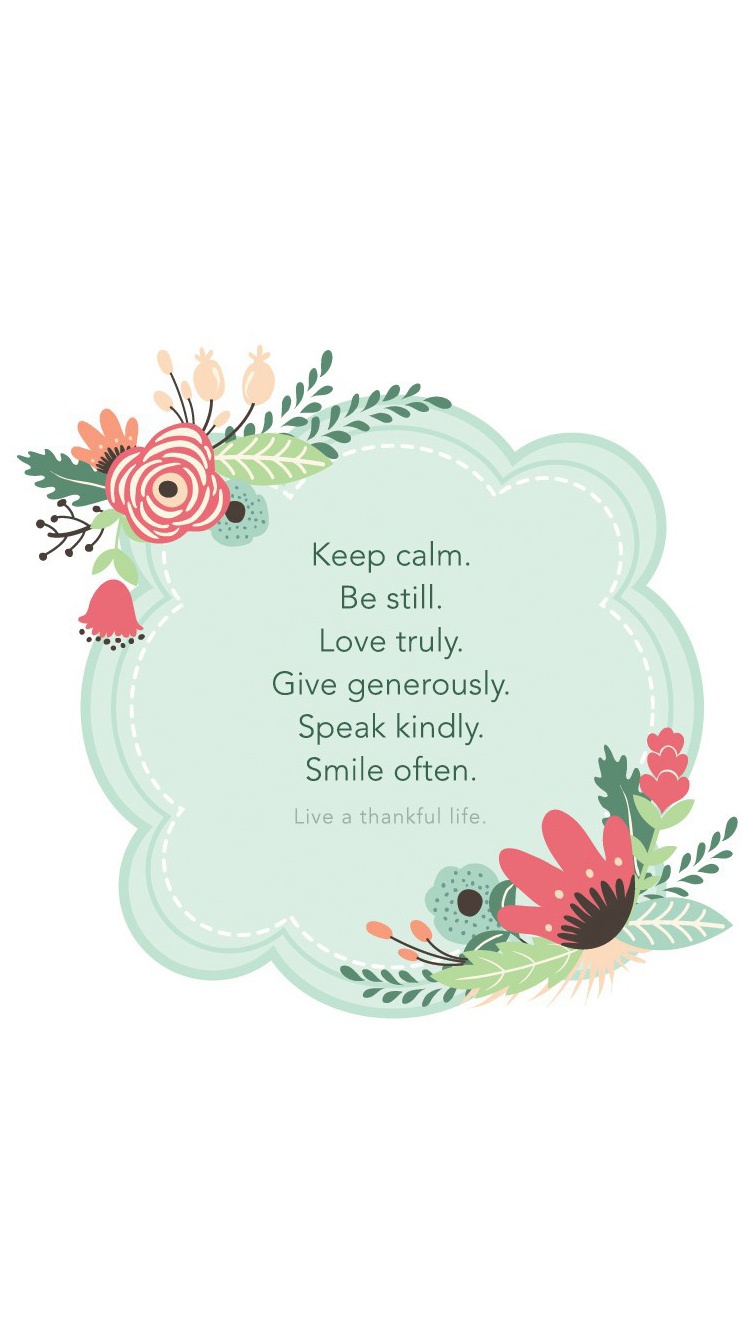 Keep calm.
Be still.
Love truly.
Give generously.
Speak kindly.
Smile often.
Live a thankful life.